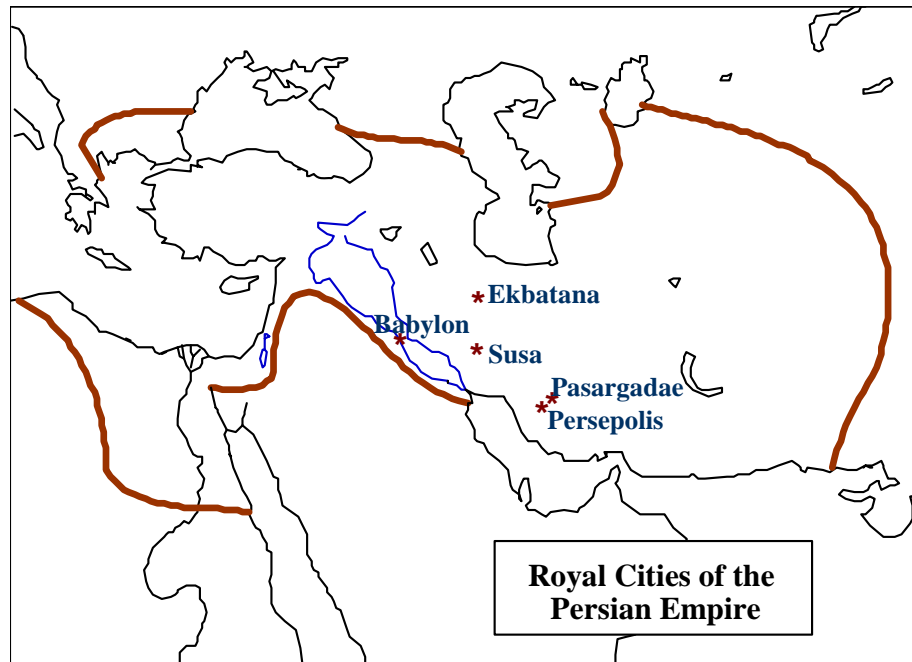 Ekbatana
Babylon
Susa
Pasargadae
Persepolis
Royal Cities of the
Persian Empire